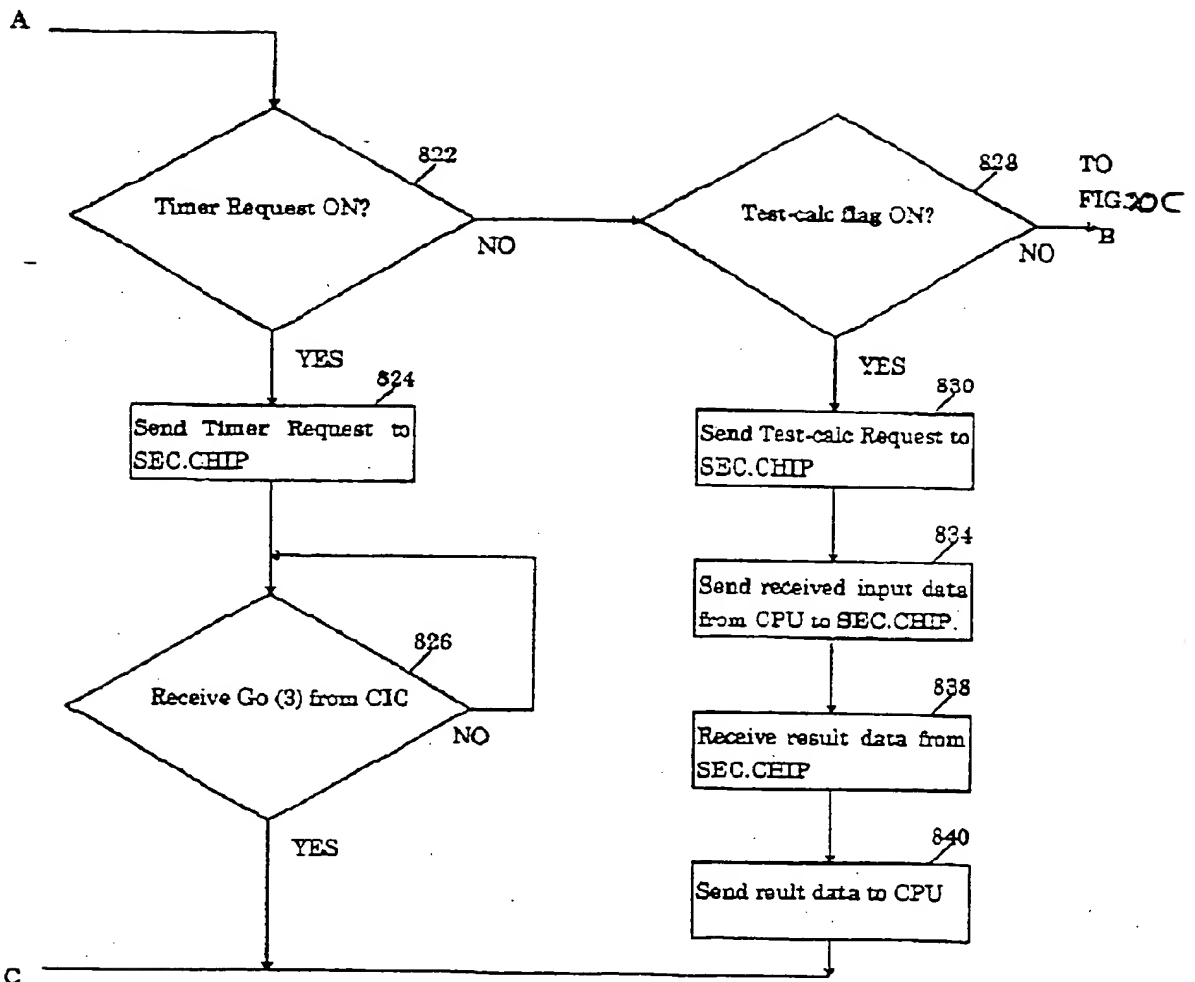 A
822
Timer Request ON?
NO
YES
824
Send Timer Request to
SEC.CHIP
826
Receive Go (3) from CIC
NO
YES
C
828
Test-calc flag ON?
NO
TO
FIG.20C
B
YES
830
Send Test-calc Request to
SEC.CHIP
834
Send received input data
from CPU to SEC.CHIP.
838
Receive result data from
SEC.CHIP
840
Send reult data to CPU